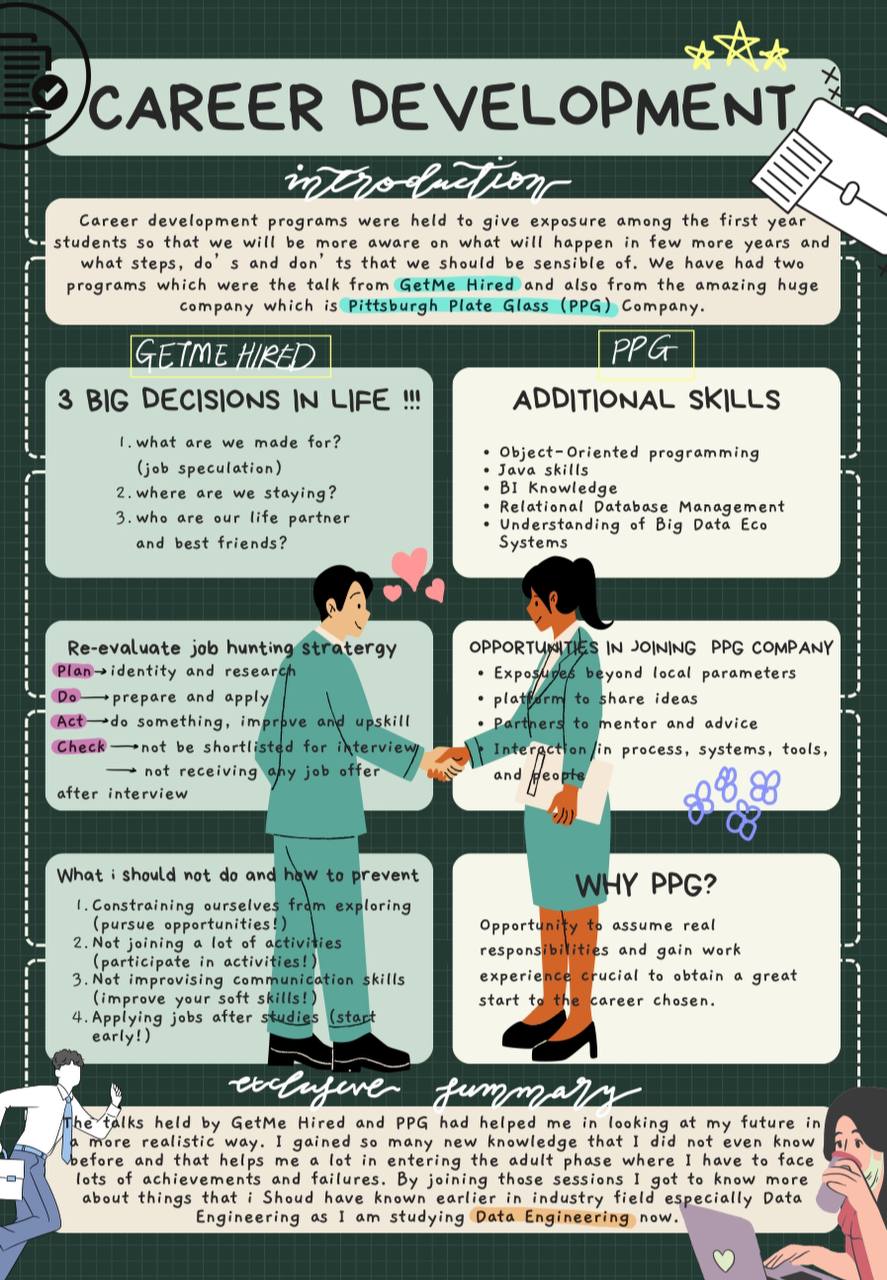 CAREER DEVELOPMENT
introduction
Career development programs were held to give exposure among the first year
students so that we will be more aware on what will happen in few more years and
what steps, do's and don'ts that we should be sensible of. We have had two
programs which were the talk from GetMe Hired and also from the amazing huge
company which is Pittsburgh Plate Glass (PPG) Company.
GETME HIRED
3 BIG DECISIONS IN LIFE !!!
1. what are we made for?
(job speculation)
2. where are we staying?
3. who are our life partner
and best friends?
Re-evaluate job hunting stratergy
Plan→identity and research
Do→prepare and apply
Act→do something, improve and upskill
Check→not be shortlisted for interview
→ not receiving any job offer
after interview
What i should not do and how to prevent
1. Constraining ourselves from exploring
(pursue opportunities!)
2. Not joining a lot of activities
(participate in activities!)
3. Not improvising communication skills
(improve your soft skills!)
4. Applying jobs after studies (start
early!)
PPG
ADDITIONAL SKILLS
• Object-Oriented programming
• Java skills
• BI Knowledge
• Relational Database Management
• Understanding of Big Data Eco
Systems
OPPORTUNITIES IN JOINING PPG COMPANY
• Exposures beyond local parameters
• platform to share ideas
• Partners to mentor and advice
• Interaction in process, systems, tools,
and people
WHY PPG?
Opportunity to assume real
responsibilities and gain work
experience crucial to obtain a great
start to the career chosen.
exclusive summary
The talks held by GetMe Hired and PPG had helped me in looking at my future in
a more realistic way. I gained so many new knowledge that I did not even know
before and that helps me a lot in entering the adult phase where I have to face
lots of achievements and failures. By joining those sessions I got to know more
about things that i Shoud have known earlier in industry field especially Data
Engineering as I am studying Data Engineering now.